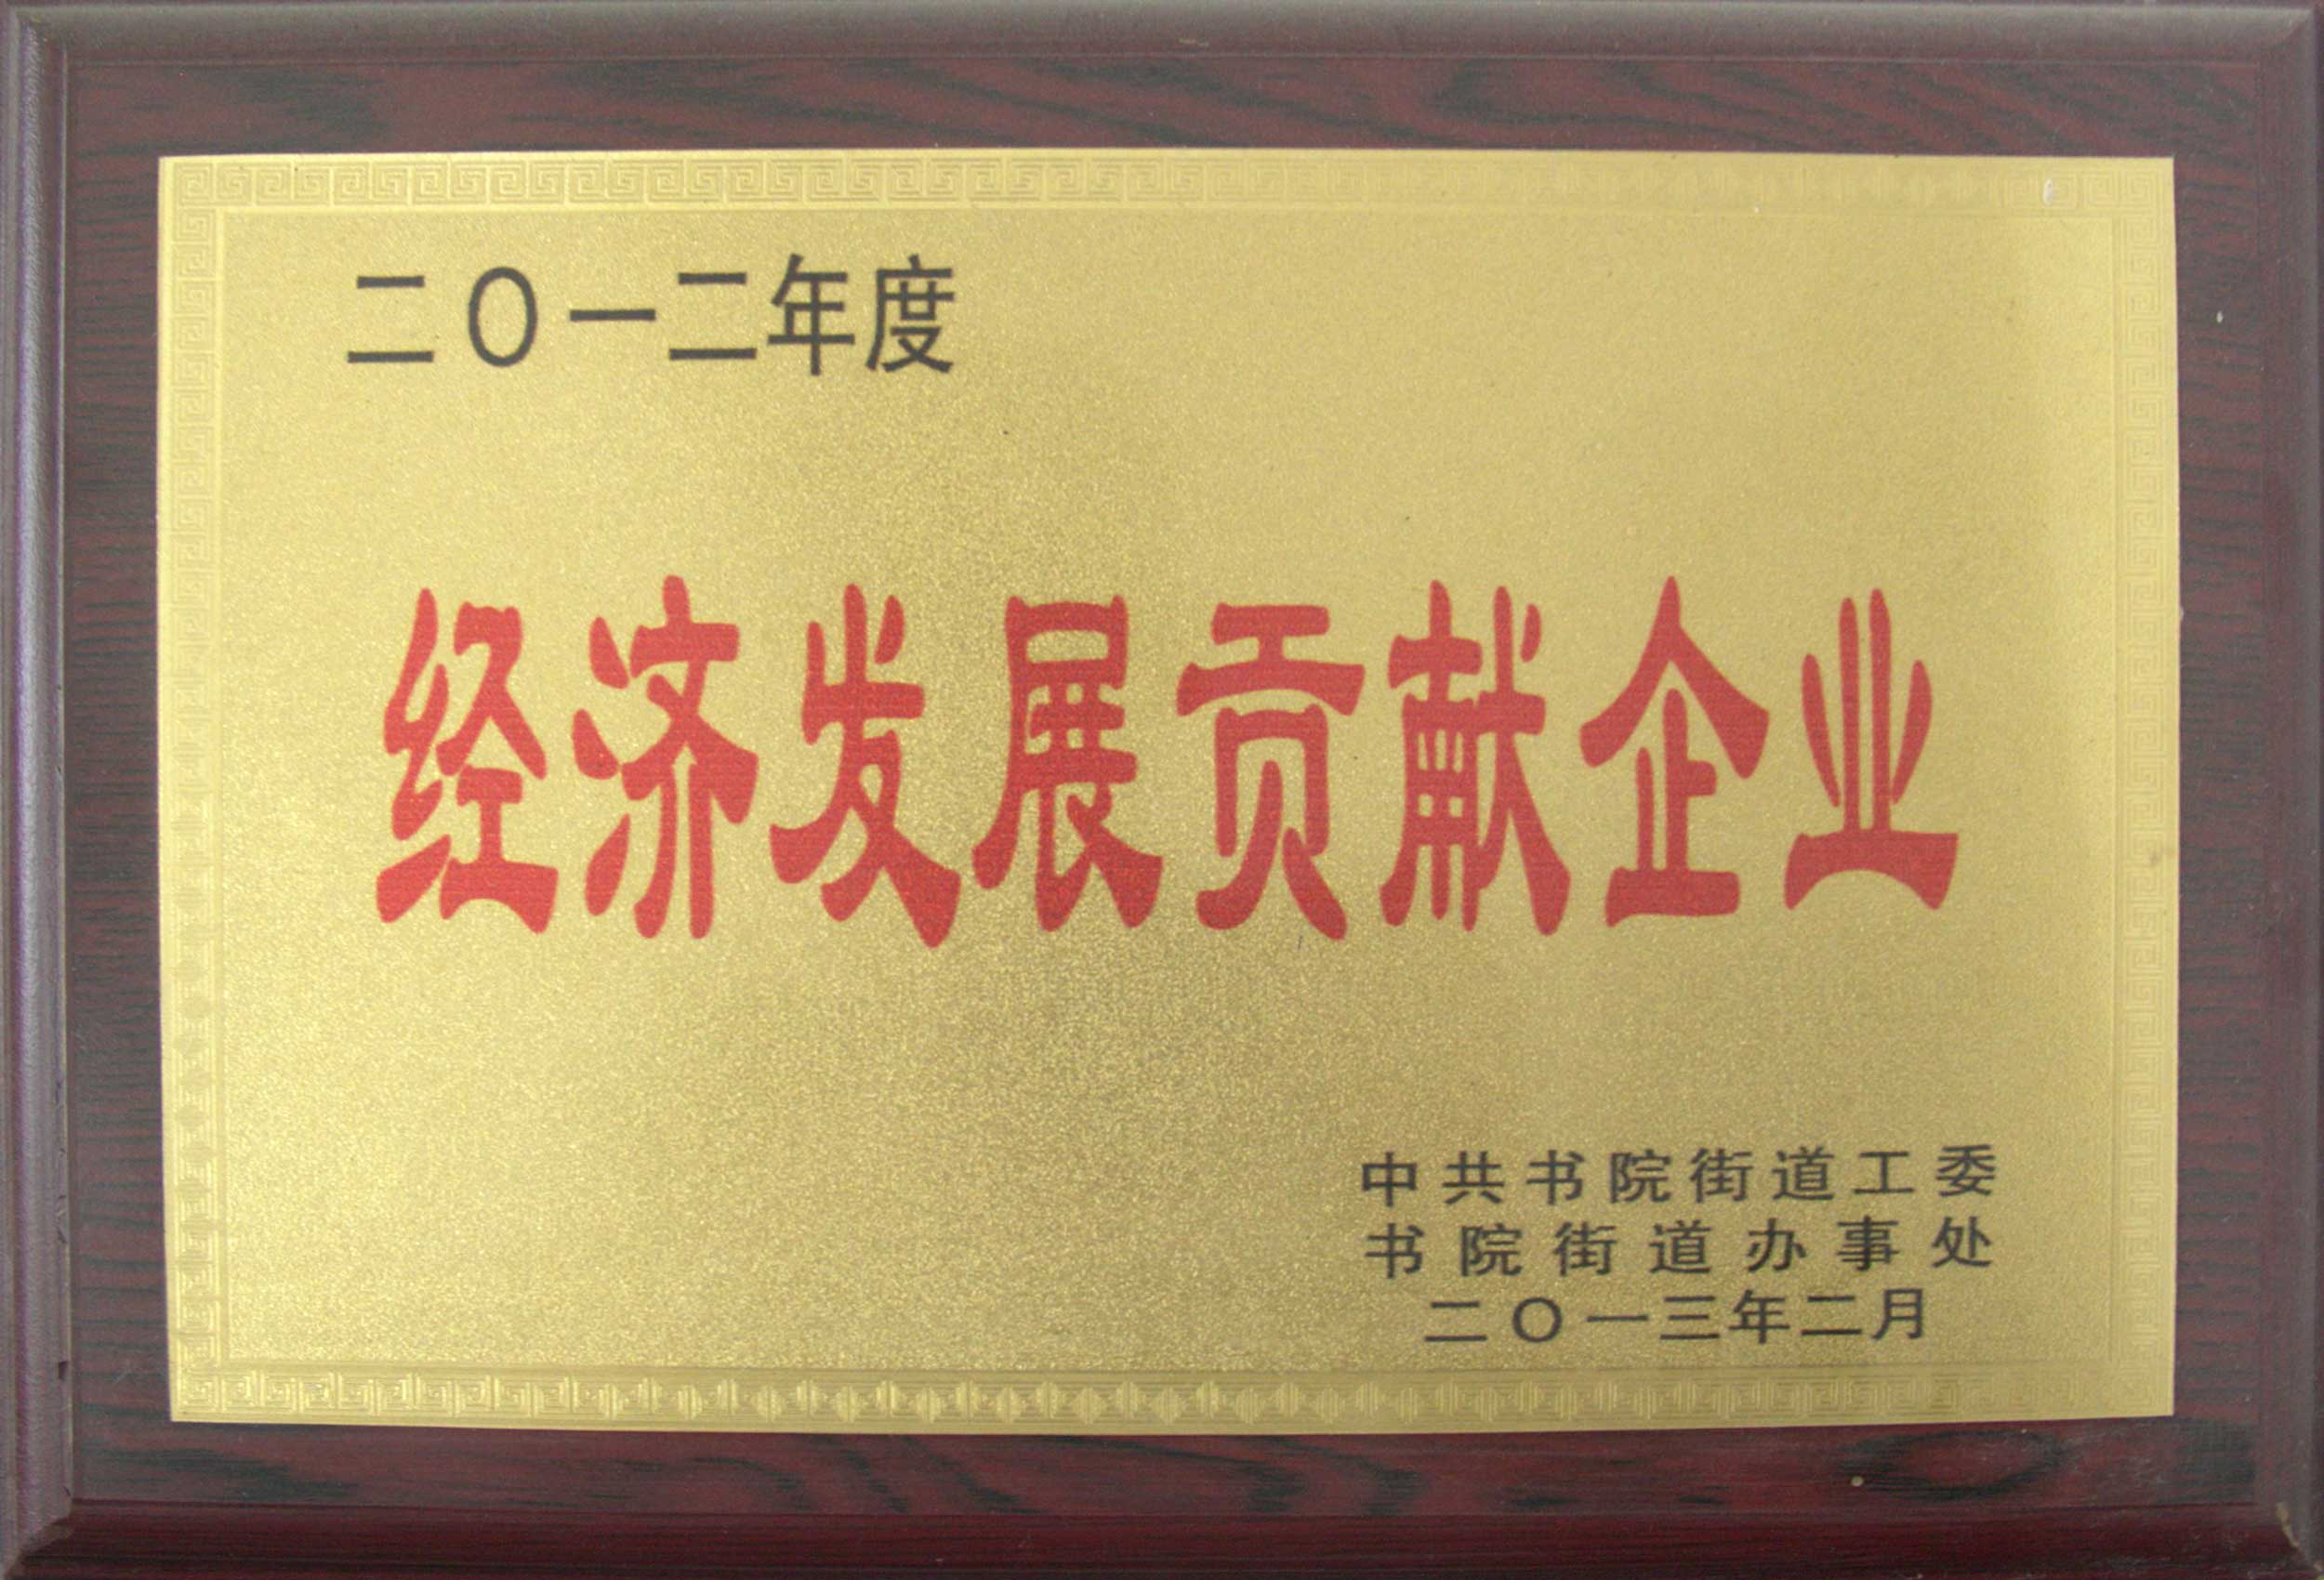 二〇一二年度
经济发展贡献企业
中共书院街道工委
书院街道办事处
二〇一三年二月